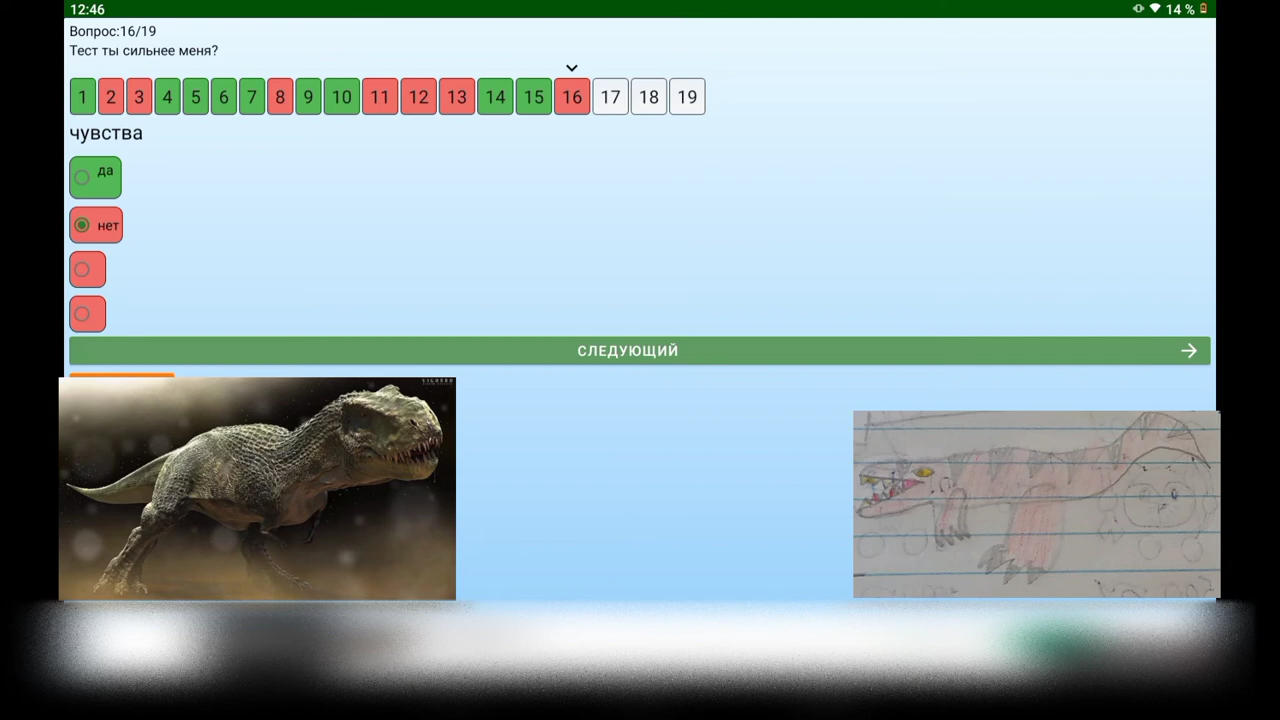 12:46
14 %
Вопрос:16/19
Тест ты сильнее меня?
1 2 3 4 5 6 7 8 9 10 11 12 13 14 15 16 17 18 19
чувства
да
нет
СЛЕДУЮЩИЙ